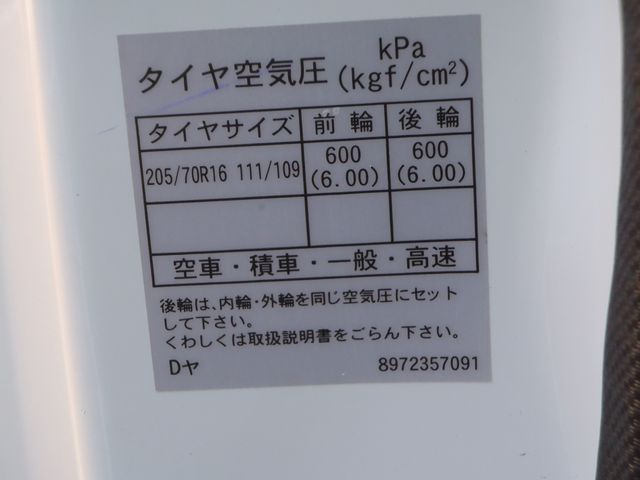 タイヤ空気圧 kPa
(kgf/cm²)
タイヤサイズ 前輪 後輪
205/70R16 111/109 600 600
(6.00) (6.00)
空車・積車・一般・高速
後輪は、内輪・外輪を同じ空気圧にセット
して下さい。
くわしくは取扱説明書をごらん下さい。
Dヤ 8972357091